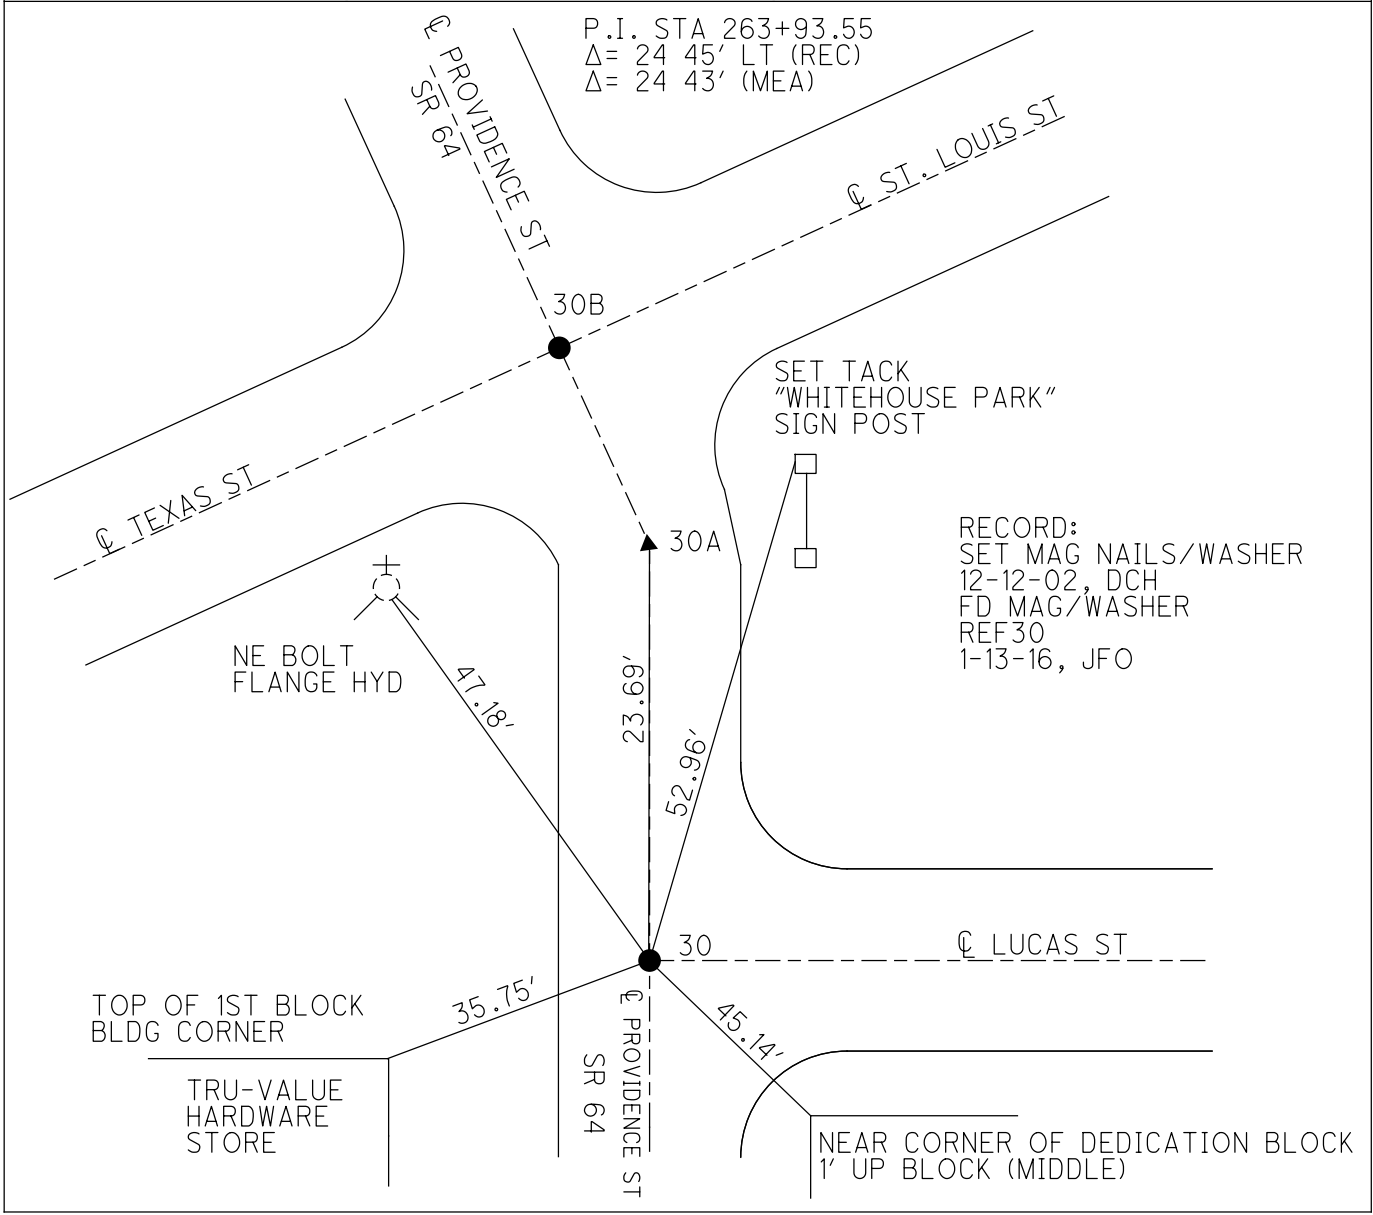 P.I. STA 263+93.55
Δ= 24 45' LT (REC)
Δ= 24 43' (MEA)
℄ PROVIDENCE ST
SR 64
℄ ST. LOUIS ST
30B
SET TACK
"WHITEHOUSE PARK"
SIGN POST
℄ TEXAS ST
30A
RECORD:
SET MAG NAILS/WASHER
12-12-02, DCH
FD MAG/WASHER
REF30
1-13-16, JFO
NE BOLT
FLANGE HYD
47.18'
23.69'
52.96'
30
℄ LUCAS ST
TOP OF 1ST BLOCK
BLDG CORNER
35.75'
45.14'
℄ PROVIDENCE ST
SR 64
TRU-VALUE
HARDWARE
STORE
NEAR CORNER OF DEDICATION BLOCK
1' UP BLOCK (MIDDLE)